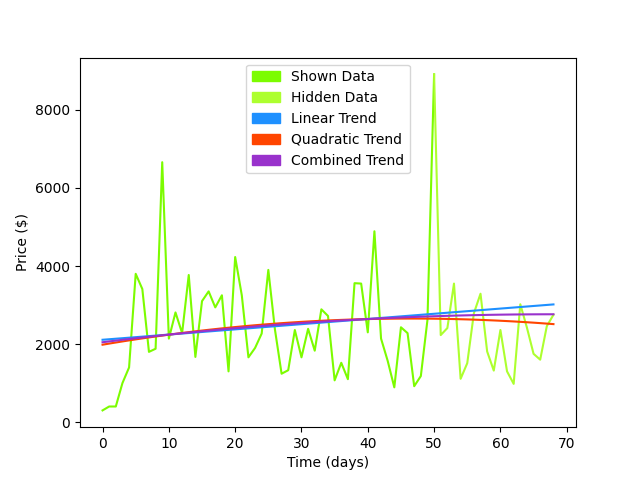 Shown Data
Hidden Data
Linear Trend
Quadratic Trend
Combined Trend
Price ($)
8000
6000
4000
2000
0
0 10 20 30 40 50 60 70
Time (days)